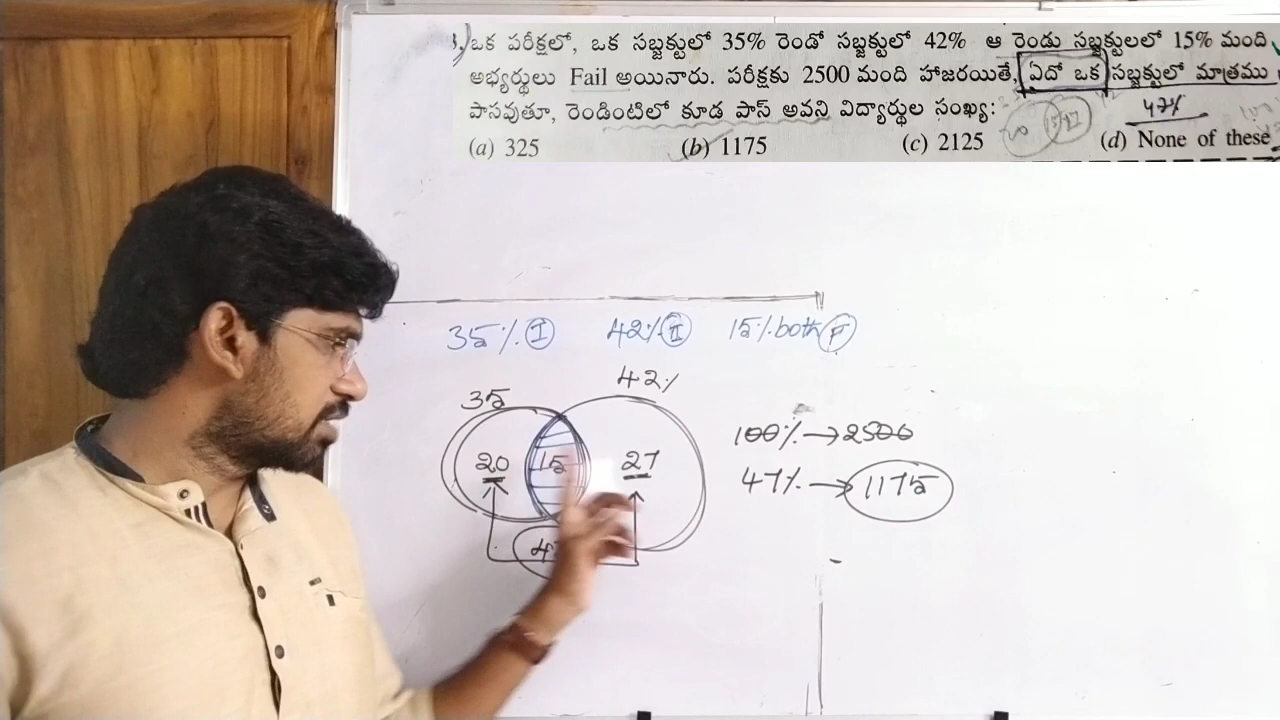 ఒక పరీక్షలో, ఒక సబ్జక్టులో 35% రెండో సబ్జక్టులో 42% ఆ రెండు సబ్జక్టులలో 15% మంది
అభ్యర్థులు Fail అయినారు. పరీక్షకు 2500 మంది హాజరయితే, ఏదో ఒక సబ్జక్టులో మాత్రము
పాసవుతూ, రెండింటిలో కూడ పాస్ అవని విద్యార్థుల సంఖ్య:
47%
(a) 325 (b) 1175 (c) 2125 (d) None of these
35% I 42% II 15% both F
35 42%
20 15 27
100% → 2500
47% → 1175